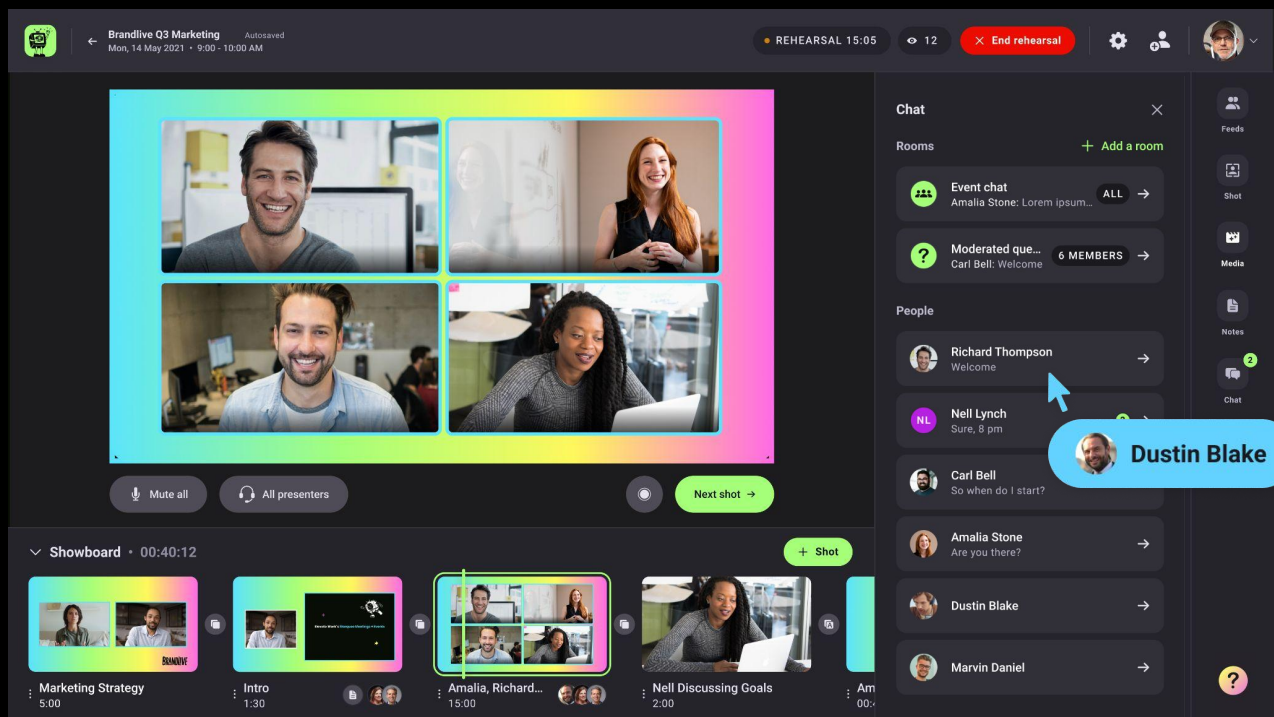 Brandlive Q3 Marketing Autosaved
Mon, 14 May 2021 • 9:00 - 10:00 AM
REHEARSAL 15:05
12
End rehearsal
Mute all
All presenters
Next shot →
Showboard • 00:40:12
+ Shot
BRANDLIVE
Marketing Strategy
5:00
Intro
1:30
Amalia, Richard...
15:00
Nell Discussing Goals
2:00
Am
00:4
Chat
Rooms
+ Add a room
Event chat
Amalia Stone: Lorem ipsum...
ALL
?
Moderated que...
Carl Bell: Welcome
6 MEMBERS
People
Richard Thompson
Welcome
NL
Nell Lynch
Sure, 8 pm
Carl Bell
So when do I start?
Amalia Stone
Are you there?
Dustin Blake
Marvin Daniel
Dustin Blake
Feeds
Shot
Media
Notes
2
Chat
?